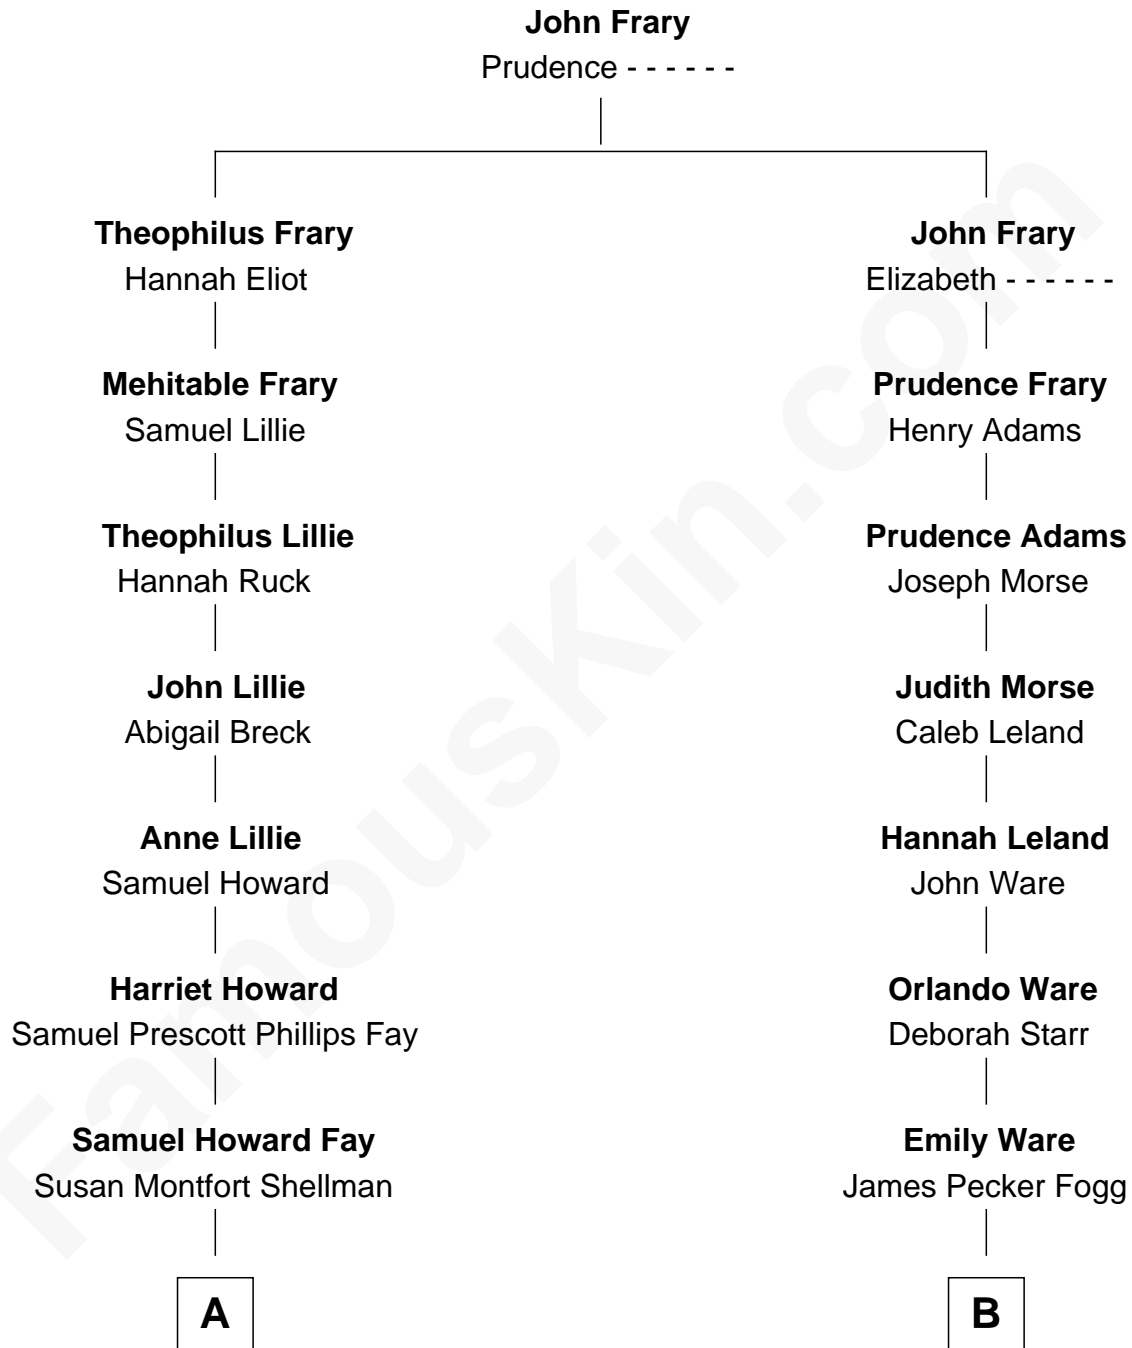 John Frary
Prudence - - - - - -
Theophilus Frary
Hannah Eliot
John Frary
Elizabeth - - - - - -
Mehitable Frary
Samuel Lillie
Prudence Frary
Henry Adams
Theophilus Lillie
Hannah Ruck
Prudence Adams
Joseph Morse
John Lillie
Abigail Breck
Judith Morse
Caleb Leland
Anne Lillie
Samuel Howard
Hannah Leland
John Ware
Harriet Howard
Samuel Prescott Phillips Fay
Orlando Ware
Deborah Starr
Samuel Howard Fay
Susan Montfort Shellman
Emily Ware
James Pecker Fogg
A
B
FamousKin.com